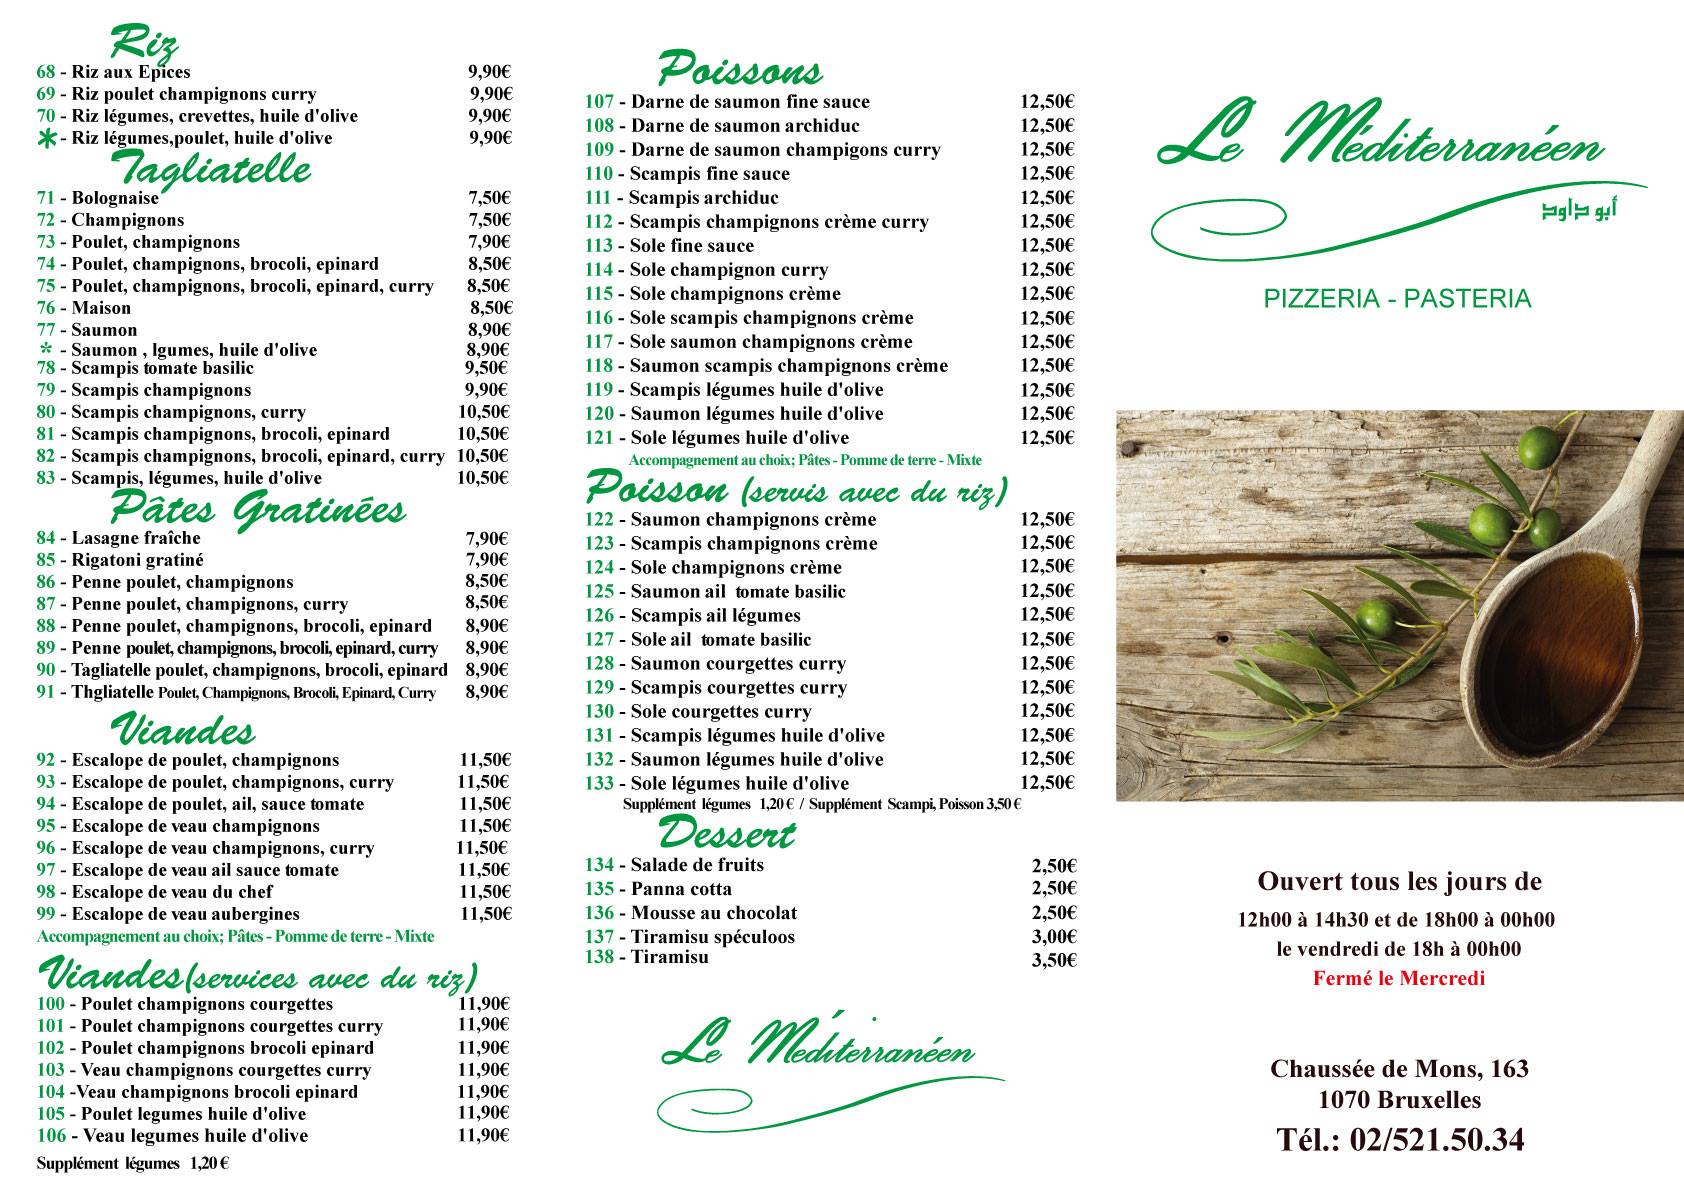 Riz
68 - Riz aux Epices 9,90€
69 - Riz poulet champignons curry 9,90€
70 - Riz légumes, crevettes, huile d'olive 9,90€
* - Riz légumes,poulet, huile d'olive 9,90€
Tagliatelle
71 - Bolognaise 7,50€
72 - Champignons 7,50€
73 - Poulet, champignons 7,90€
74 - Poulet, champignons, brocoli, epinard 8,50€
75 - Poulet, champignons, brocoli, epinard, curry 8,50€
76 - Maison 8,50€
77 - Saumon 8,90€
* - Saumon , lgumes, huile d'olive 8,90€
78 - Scampis tomate basilic 9,50€
79 - Scampis champignons 9,90€
80 - Scampis champignons, curry 10,50€
81 - Scampis champignons, brocoli, epinard 10,50€
82 - Scampis champignons, brocoli, epinard, curry 10,50€
83 - Scampis, légumes, huile d'olive 10,50€
Pâtes Gratinées
84 - Lasagne fraîche 7,90€
85 - Rigatoni gratiné 7,90€
86 - Penne poulet, champignons 8,50€
87 - Penne poulet, champignons, curry 8,50€
88 - Penne poulet, champignons, brocoli, epinard 8,90€
89 - Penne poulet, champignons, brocoli, epinard, curry 8,90€
90 - Tagliatelle poulet, champignons, brocoli, epinard 8,90€
91 - Thgliatelle Poulet, Champignons, Brocoli, Epinard, Curry 8,90€
Viandes
92 - Escalope de poulet, champignons 11,50€
93 - Escalope de poulet, champignons, curry 11,50€
94 - Escalope de poulet, ail, sauce tomate 11,50€
95 - Escalope de veau champignons 11,50€
96 - Escalope de veau champignons, curry 11,50€
97 - Escalope de veau ail sauce tomate 11,50€
98 - Escalope de veau du chef 11,50€
99 - Escalope de veau aubergines 11,50€
Accompagnement au choix; Pâtes - Pomme de terre - Mixte
Viandes(services avec du riz)
100 - Poulet champignons courgettes 11,90€
101 - Poulet champignons courgettes curry 11,90€
102 - Poulet champignons brocoli epinard 11,90€
103 - Veau champignons courgettes curry 11,90€
104 -Veau champignons brocoli epinard 11,90€
105 - Poulet legumes huile d'olive 11,90€
106 - Veau legumes huile d'olive 11,90€
Supplément légumes 1,20 €
Poissons
107 - Darne de saumon fine sauce 12,50€
108 - Darne de saumon archiduc 12,50€
109 - Darne de saumon champigons curry 12,50€
110 - Scampis fine sauce 12,50€
111 - Scampis archiduc 12,50€
112 - Scampis champignons crème curry 12,50€
113 - Sole fine sauce 12,50€
114 - Sole champignon curry 12,50€
115 - Sole champignons crème 12,50€
116 - Sole scampis champignons crème 12,50€
117 - Sole saumon champignons crème 12,50€
118 - Saumon scampis champignons crème 12,50€
119 - Scampis légumes huile d'olive 12,50€
120 - Saumon légumes huile d'olive 12,50€
121 - Sole légumes huile d'olive 12,50€
Accompagnement au choix; Pâtes - Pomme de terre - Mixte
Poisson (servis avec du riz)
122 - Saumon champignons crème 12,50€
123 - Scampis champignons crème 12,50€
124 - Sole champignons crème 12,50€
125 - Saumon ail tomate basilic 12,50€
126 - Scampis ail légumes 12,50€
127 - Sole ail tomate basilic 12,50€
128 - Saumon courgettes curry 12,50€
129 - Scampis courgettes curry 12,50€
130 - Sole courgettes curry 12,50€
131 - Scampis légumes huile d'olive 12,50€
132 - Saumon légumes huile d'olive 12,50€
133 - Sole légumes huile d'olive 12,50€
Supplément légumes 1,20 € / Supplément Scampi, Poisson 3,50 €
Dessert
134 - Salade de fruits 2,50€
135 - Panna cotta 2,50€
136 - Mousse au chocolat 2,50€
137 - Tiramisu spéculoos 3,00€
138 - Tiramisu 3,50€
Le Méditerranéen
Le Méditerranéen
أبو داود
PIZZERIA - PASTERIA
Ouvert tous les jours de
12h00 à 14h30 et de 18h00 à 00h00
le vendredi de 18h à 00h00
Fermé le Mercredi
Chaussée de Mons, 163
1070 Bruxelles
Tél.: 02/521.50.34